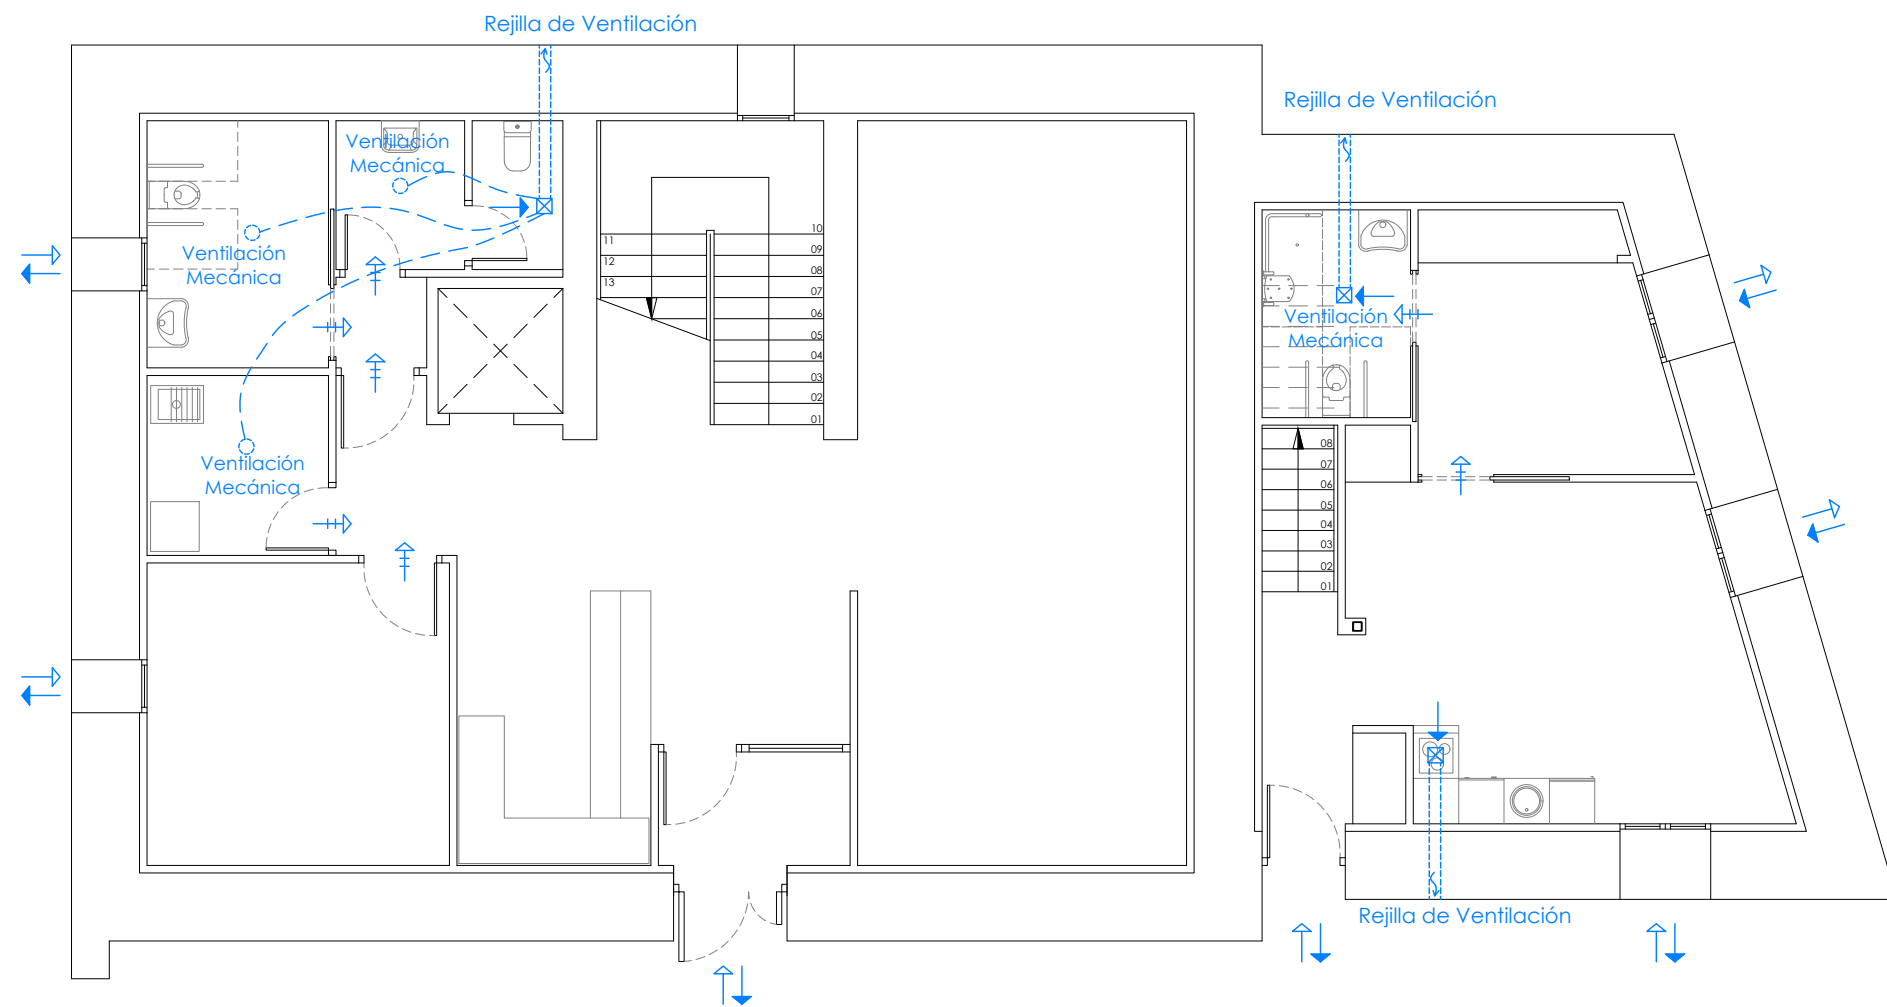 Rejilla de Ventilación
Rejilla de Ventilación
Ventilación
Mecánica
Ventilación
Mecánica
Ventilación
Mecánica
11
12
13
10
09
08
07
06
05
04
03
02
01
Ventilación
Mecánica
08
07
06
05
04
03
02
01
Rejilla de Ventilación